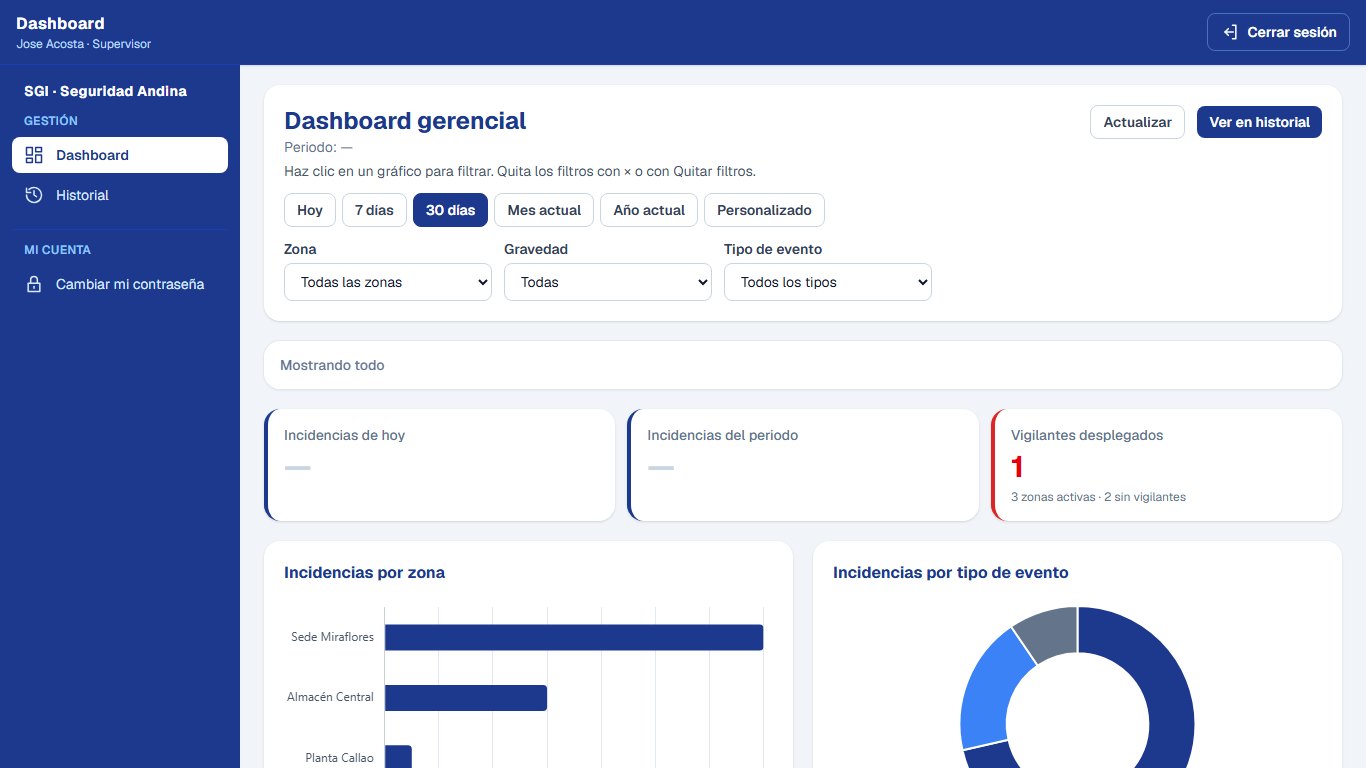 Dashboard
Jose Acosta · Supervisor
Cerrar sesión
SGI · Seguridad Andina
GESTIÓN
Dashboard
Historial
MI CUENTA
Cambiar mi contraseña
Dashboard gerencial
Actualizar
Ver en historial
Periodo: —
Haz clic en un gráfico para filtrar. Quita los filtros con × o con Quitar filtros.
Hoy
7 días
30 días
Mes actual
Año actual
Personalizado
Zona
Gravedad
Tipo de evento
Todas las zonas
Todas
Todos los tipos
Mostrando todo
Incidencias de hoy
—
Incidencias del periodo
—
Vigilantes desplegados
1
3 zonas activas · 2 sin vigilantes
Incidencias por zona
Sede Miraflores
Almacén Central
Planta Callao
Incidencias por tipo de evento